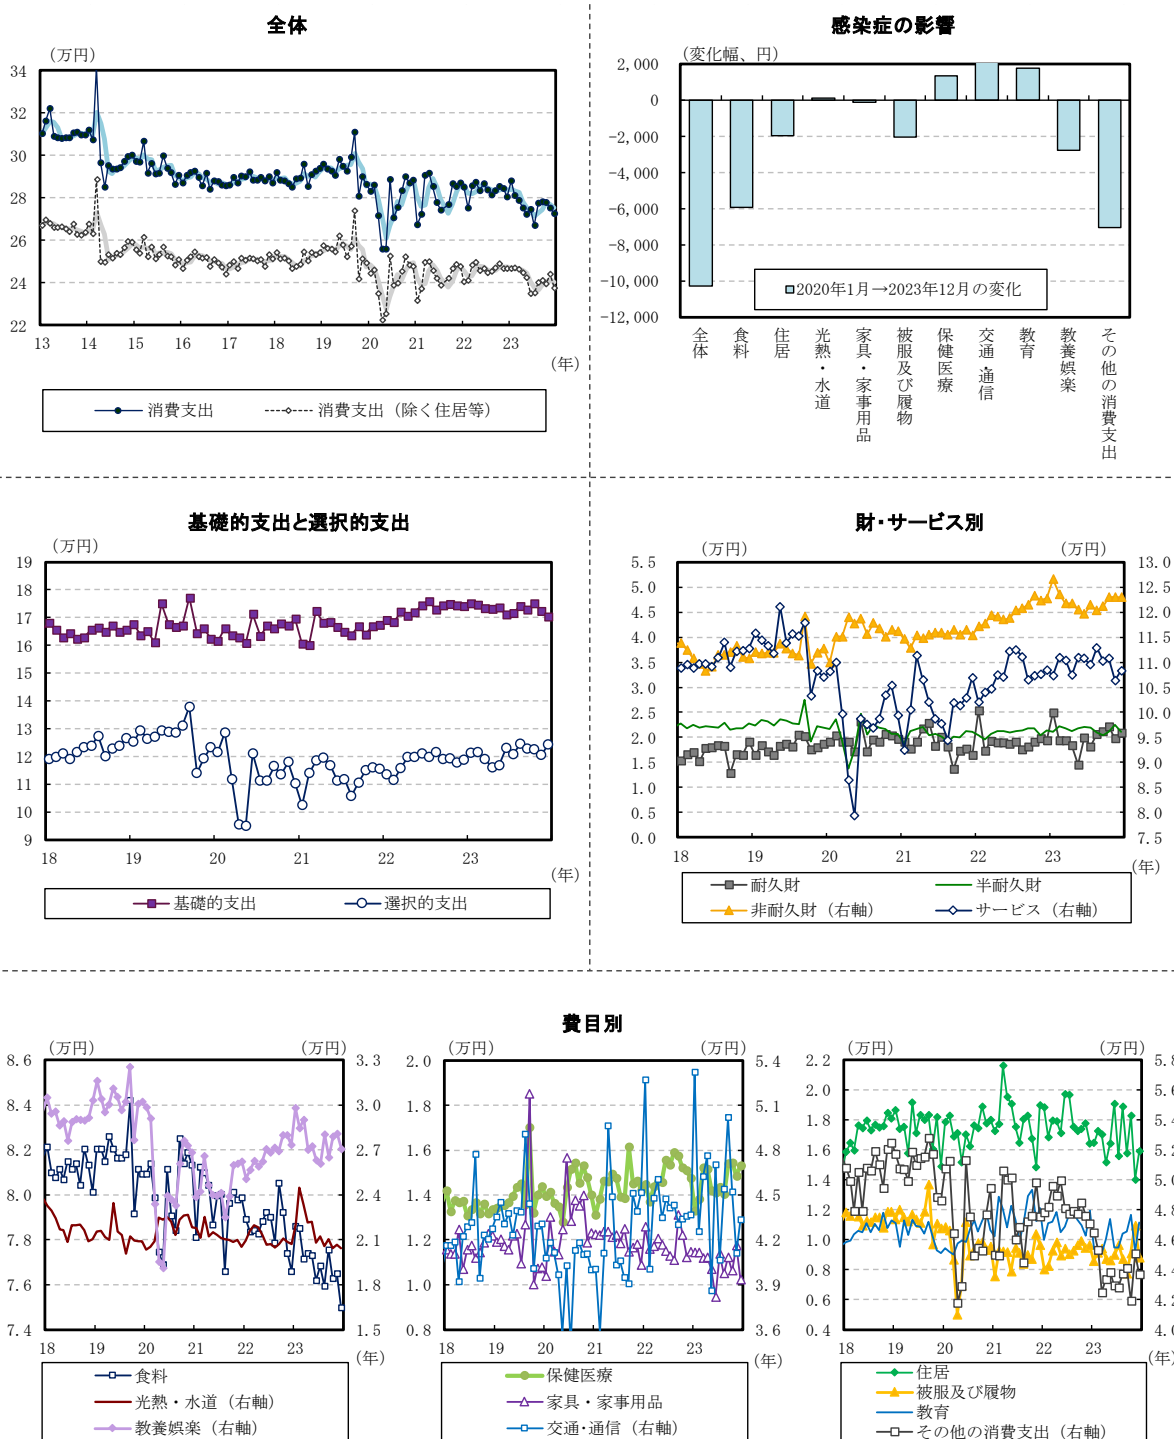 全体
（万円）
34
32
30
28
26
24
22
13 14 15 16 17 18 19 20 21 22 23
（年）
消費支出 消費支出（除く住居等）
感染症の影響
（変化幅、円）
2,000
0
-2,000
-4,000
-6,000
-8,000
-10,000
-12,000
2020年1月→2023年12月の変化
全体
食料
住居
光熱・水道
家具・家事用品
被服及び履物
保健医療
交通・通信
教育
教養娯楽
その他の消費支出
基礎的支出と選択的支出
（万円）
19
18
17
16
15
14
13
12
11
10
9
18 19 20 21 22 23
（年）
基礎的支出 選択的支出
財・サービス別
（万円） （万円）
5.5
5.0
4.5
4.0
3.5
3.0
2.5
2.0
1.5
1.0
0.5
0.0
13.0
12.5
12.0
11.5
11.0
10.5
10.0
9.5
9.0
8.5
8.0
7.5
18 19 20 21 22 23
（年）
耐久財 半耐久財
非耐久財（右軸） サービス（右軸）
費目別
（万円） （万円）
8.6
8.4
8.2
8.0
7.8
7.6
7.4
3.3
3.0
2.7
2.4
2.1
1.8
1.5
18 19 20 21 22 23
（年）
食料
光熱・水道（右軸）
教養娯楽（右軸）
（万円） （万円）
2.0
1.8
1.6
1.4
1.2
1.0
0.8
5.4
5.1
4.8
4.5
4.2
3.9
3.6
18 19 20 21 22 23
（年）
保健医療
家具・家事用品
交通・通信（右軸）
（万円） （万円）
2.2
2.0
1.8
1.6
1.4
1.2
1.0
0.8
0.6
0.4
5.8
5.6
5.4
5.2
5.0
4.8
4.6
4.4
4.2
4.0
18 19 20 21 22 23
（年）
住居
被服及び履物
教育
その他の消費支出（右軸）